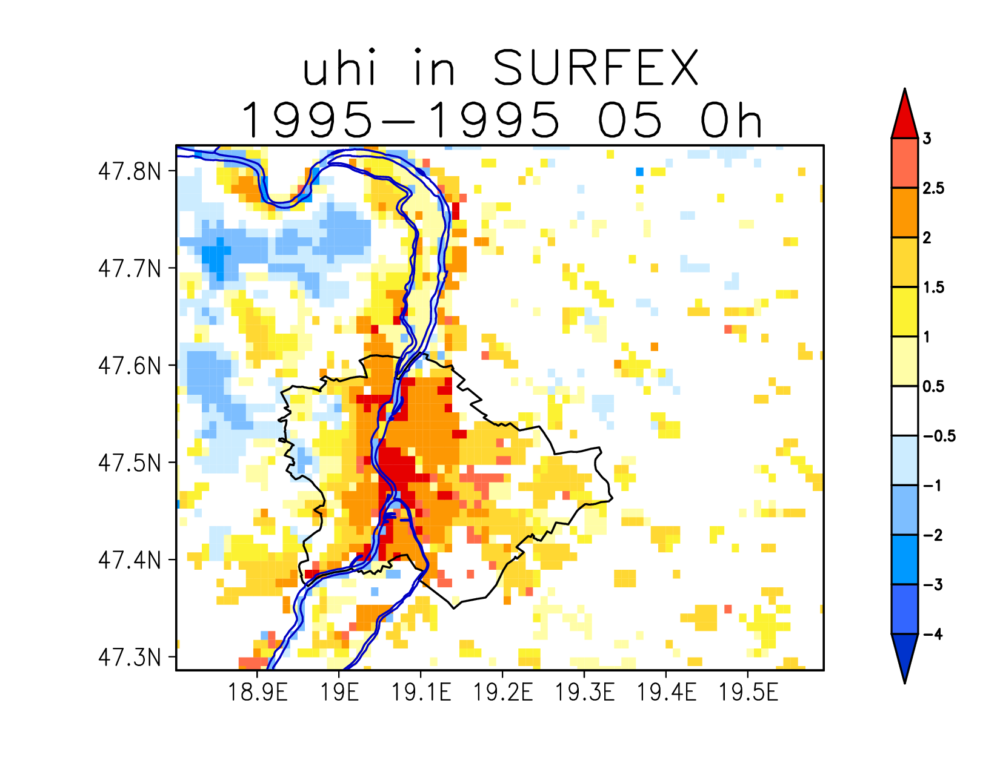 uhi in SURFEX
1995-1995 05 0h
47.8N
47.7N
47.6N
47.5N
47.4N
47.3N
18.9E 19E 19.1E 19.2E 19.3E 19.4E 19.5E
3
2.5
2
1.5
1
0.5
-0.5
-1
-2
-3
-4